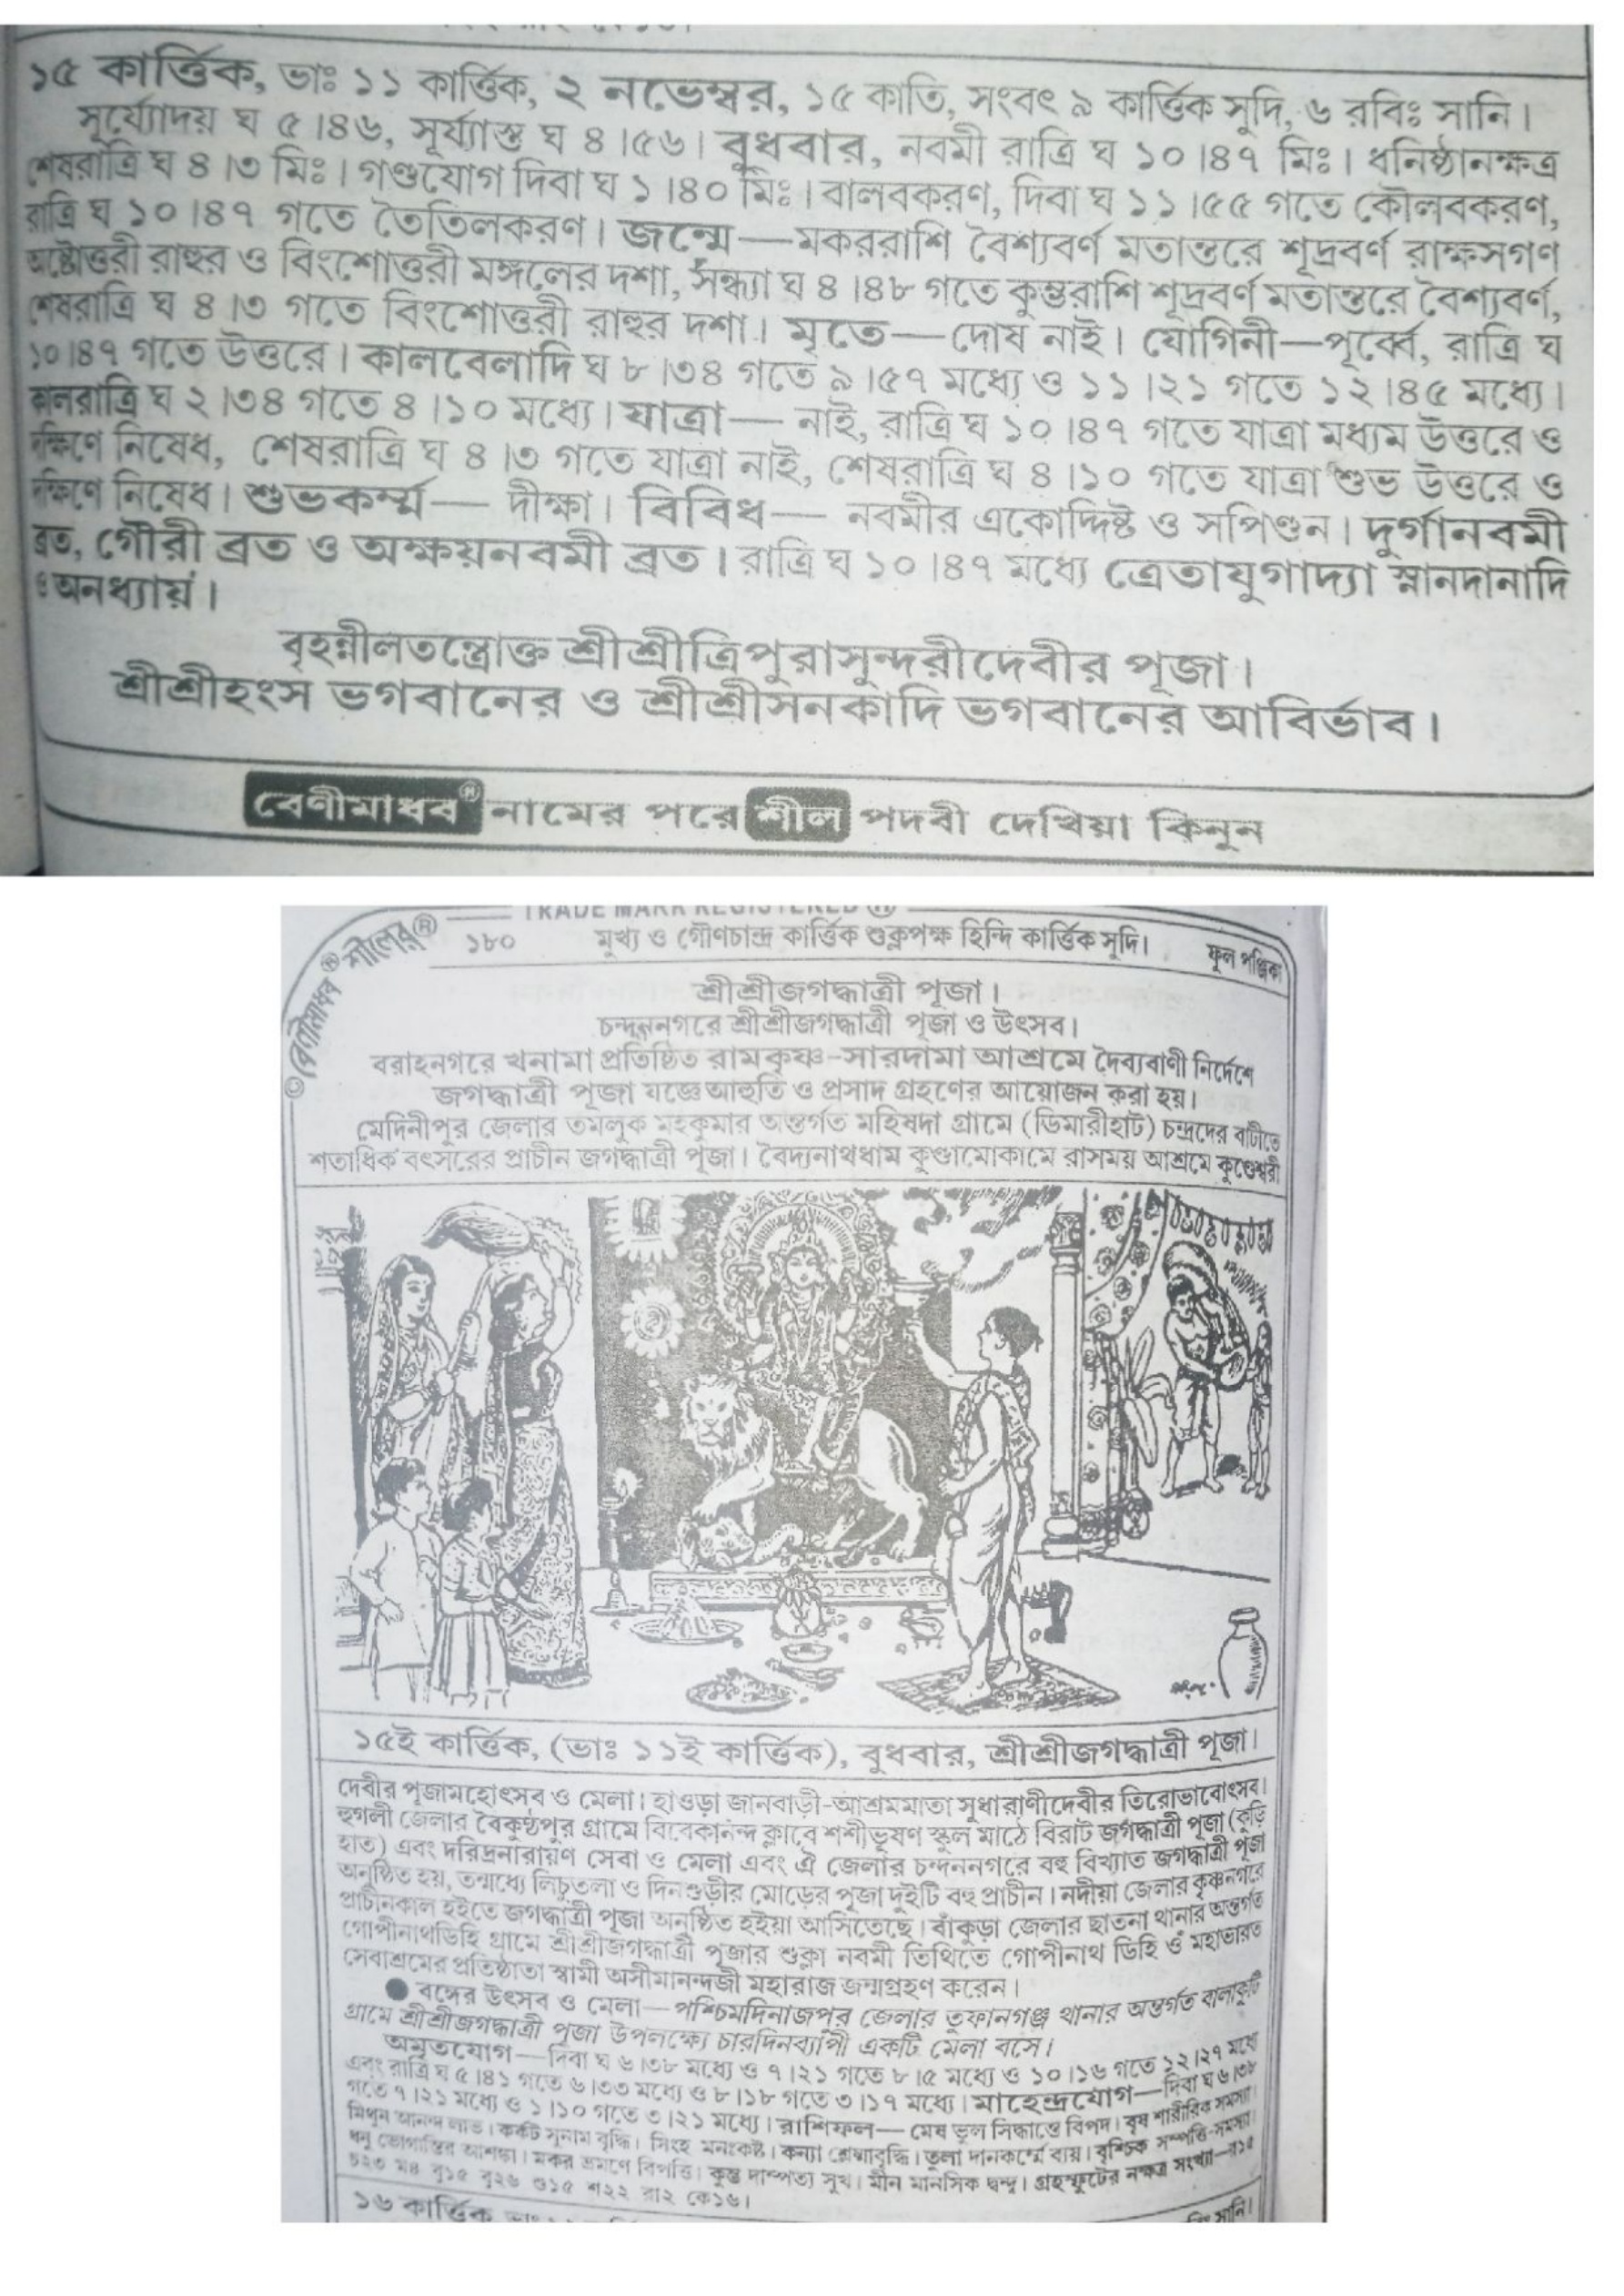 ১৫ কার্ত্তিক, ভাঃ ১১ কার্ত্তিক, ২ নভেম্বর, ১৫ কাতি, সংবৎ ৯ কার্ত্তিক সুদি, ৬ রবিঃ সানি।
সূর্য্যোদয় ঘ ৫।৪৬, সূর্য্যাস্ত ঘ ৪।৫৬। বুধবার, নবমী রাত্রি ঘ ১০।৪৭ মিঃ। ধনিষ্ঠানক্ষত্র
শেষরাত্রি ঘ ৪।৩ মিঃ। গণ্ডযোগ দিবা ঘ ১।৪০ মিঃ। বালবকরণ, দিবা ঘ ১১।৫৫ গতে কৌলবকরণ,
রাত্রি ঘ ১০।৪৭ গতে তৈতিলকরণ। জন্মে—মকররাশি বৈশ্যবর্ণ মতান্তরে শূদ্রবর্ণ রাক্ষসগণ
অষ্টোত্তরী রাহুর ও বিংশোত্তরী মঙ্গলের দশা, সন্ধ্যা ঘ ৪।৪৮ গতে কুম্ভরাশি শূদ্রবর্ণ মতান্তরে বৈশ্যবর্ণ,
শেষরাত্রি ঘ ৪।৩ গতে বিংশোত্তরী রাহুর দশা। মৃতে—দোষ নাই। যোগিনী—পূর্ব্বে, রাত্রি ঘ
১০।৪৭ গতে উত্তরে। কালবেলাদি ঘ ৮।৩৪ গতে ৯।৫৭ মধ্যে ও ১১।২১ গতে ১২।৪৫ মধ্যে।
কালরাত্রি ঘ ২।৩৪ গতে ৪।১০ মধ্যে। যাত্রা— নাই, রাত্রি ঘ ১০।৪৭ গতে যাত্রা মধ্যম উত্তরে ও
দক্ষিণে নিষেধ, শেষরাত্রি ঘ ৪।৩ গতে যাত্রা নাই, শেষরাত্রি ঘ ৪।১০ গতে যাত্রা শুভ উত্তরে ও
দক্ষিণে নিষেধ। শুভকর্ম্ম— দীক্ষা। বিবিধ— নবমীর একোদ্দিষ্ট ও সপিণ্ডন। দুর্গানবমী
ব্রত, গৌরী ব্রত ও অক্ষয়নবমী ব্রত। রাত্রি ঘ ১০।৪৭ মধ্যে ত্রেতাযুগাদ্যা স্নানদানাদি
ও অনধ্যায়।
বৃহন্নীলতন্ত্রোক্ত শ্রীশ্রীত্রিপুরাসুন্দরীদেবীর পূজা।
শ্রীশ্রীহংস ভগবানের ও শ্রীশ্রীসনকাদি ভগবানের আবির্ভাব।
বেণীমাধব® নামের পরে শীল পদবী দেখিয়া কিনুন
TRADE MARK REGISTERED ®
© বেণীমাধব® শীলের®
১৮০ মুখ্য ও গৌণচান্দ্র কার্ত্তিক শুক্লপক্ষ হিন্দি কার্ত্তিক সুদি। ফুল পঞ্জিকা
শ্রীশ্রীজগদ্ধাত্রী পূজা।
চন্দননগরে শ্রীশ্রীজগদ্ধাত্রী পূজা ও উৎসব।
বরাহনগরে খনামা প্রতিষ্ঠিত রামকৃষ্ণ-সারদামা আশ্রমে দৈব্যবাণী নির্দেশে
জগদ্ধাত্রী পূজা যজ্ঞে আহুতি ও প্রসাদ গ্রহণের আয়োজন করা হয়।
মেদিনীপুর জেলার তমলুক মহকুমার অন্তর্গত মহিষদা গ্রামে (ডিমারীহাট) চন্দ্রদের বাটীতে
শতাধিক বৎসরের প্রাচীন জগদ্ধাত্রী পূজা। বৈদ্যনাথধাম কুণ্ডামোকামে রাসময় আশ্রমে কুণ্ডেশ্বরী
১৫ই কার্ত্তিক, (ভাঃ ১১ই কার্ত্তিক), বুধবার, শ্রীশ্রীজগদ্ধাত্রী পূজা।
দেবীর পূজামহোৎসব ও মেলা। হাওড়া জানবাড়ী-আশ্রমমাতা সুধারাণীদেবীর তিরোভাবোৎসব।
হুগলী জেলার বৈকুণ্ঠপুর গ্রামে বিবেকানন্দ ক্লাবে শশীভূষণ স্কুল মাঠে বিরাট জগদ্ধাত্রী পূজা (কুড়ি
হাত) এবং দরিদ্রনারায়ণ সেবা ও মেলা এবং ঐ জেলার চন্দননগরে বহু বিখ্যাত জগদ্ধাত্রী পূজা
অনুষ্ঠিত হয়, তন্মধ্যে লিচুতলা ও দিনশুড়ীর মোড়ের পূজা দুইটি বহু প্রাচীন। নদীয়া জেলার কৃষ্ণনগরে
প্রাচীনকাল হইতে জগদ্ধাত্রী পূজা অনুষ্ঠিত হইয়া আসিতেছে। বাঁকুড়া জেলার ছাতনা থানার অন্তর্গত
গোপীনাথডিহি গ্রামে শ্রীশ্রীজগদ্ধাত্রী পূজার শুক্লা নবমী তিথিতে গোপীনাথ ডিহি ও মহাভারত
সেবাশ্রমের প্রতিষ্ঠাতা স্বামী অসীমানন্দজী মহারাজ জন্মগ্রহণ করেন।
● বঙ্গের উৎসব ও মেলা—পশ্চিমদিনাজপুর জেলার তুফানগঞ্জ থানার অন্তর্গত বালাকুটি
গ্রামে শ্রীশ্রীজগদ্ধাত্রী পূজা উপলক্ষ্যে চারদিনব্যাপী একটি মেলা বসে।
অমৃতযোগ—দিবা ঘ ৬।৩৮ মধ্যে ও ৭।২১ গতে ৮।৫ মধ্যে ও ১০।১৬ গতে ১২।২৭ মধ্যে
এবং রাত্রি ঘ ৫।৪১ গতে ৬।৩৩ মধ্যে ও ৮।১৮ গতে ৩।১৭ মধ্যে। মাহেন্দ্রযোগ—দিবা ঘ ৬।৩৮
গতে ৭।২১ মধ্যে ও ১।১০ গতে ৩।২১ মধ্যে। রাশিফল—মেষ ভুল সিদ্ধান্তে বিপদ। বৃষ শারীরিক সমস্যা।
মিথুন আনন্দ লাভ। কর্কট সুনাম বৃদ্ধি। সিংহ মনঃকষ্ট। কন্যা শ্লেষ্মাবৃদ্ধি। তুলা দানকর্ম্মে ব্যয়। বৃশ্চিক সম্পত্তি-সমস্যা।
ধনু ভোগান্তির আশঙ্কা। মকর ভ্রমণে বিপত্তি। কুম্ভ দাম্পত্য সুখ। মীন মানসিক দ্বন্দ্ব। গ্রহস্ফুটের নক্ষত্র সংখ্যা—র১৫
চ২৩ ম৪ বু১৫ বৃ২৬ শু১৫ শ২২ রা২ কে১৬।
১৬ কার্ত্তিক সানি।